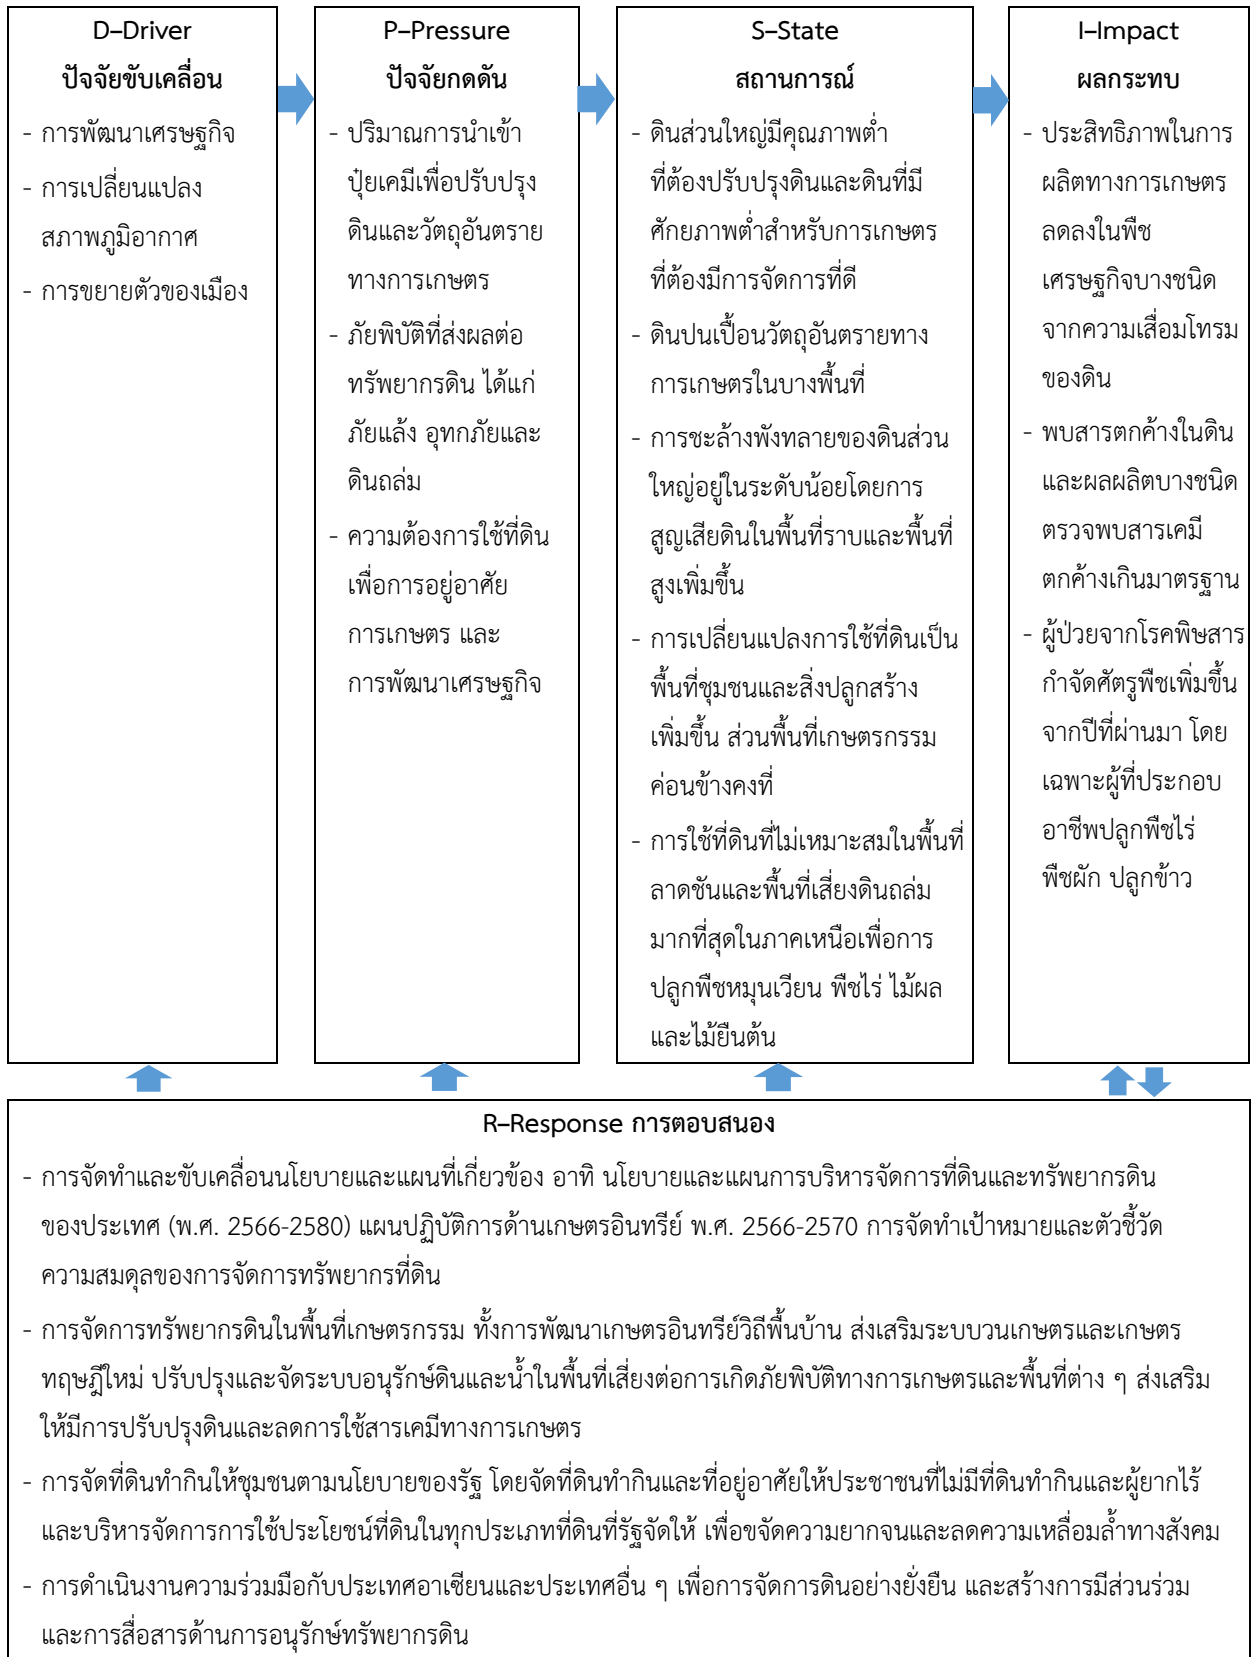 D–Driver
ปัจจัยขับเคลื่อน
- การพัฒนาเศรษฐกิจ
- การเปลี่ยนแปลง
สภาพภูมิอากาศ
- การขยายตัวของเมือง
P–Pressure
ปัจจัยกดดัน
- ปริมาณการนำเข้า
ปุ๋ยเคมีเพื่อปรับปรุง
ดินและวัตถุอันตราย
ทางการเกษตร
- ภัยพิบัติที่ส่งผลต่อ
ทรัพยากรดิน ได้แก่
ภัยแล้ง อุทกภัยและ
ดินถล่ม
- ความต้องการใช้ที่ดิน
เพื่อการอยู่อาศัย
การเกษตร และ
การพัฒนาเศรษฐกิจ
S–State
สถานการณ์
- ดินส่วนใหญ่มีคุณภาพต่ำ
ที่ต้องปรับปรุงดินและดินที่มี
ศักยภาพต่ำสำหรับการเกษตร
ที่ต้องมีการจัดการที่ดี
- ดินปนเปื้อนวัตถุอันตรายทาง
การเกษตรในบางพื้นที่
- การชะล้างพังทลายของดินส่วน
ใหญ่อยู่ในระดับน้อยโดยการ
สูญเสียดินในพื้นที่ราบและพื้นที่
สูงเพิ่มขึ้น
- การเปลี่ยนแปลงการใช้ที่ดินเป็น
พื้นที่ชุมชนและสิ่งปลูกสร้าง
เพิ่มขึ้น ส่วนพื้นที่เกษตรกรรม
ค่อนข้างคงที่
- การใช้ที่ดินที่ไม่เหมาะสมในพื้นที่
ลาดชันและพื้นที่เสี่ยงดินถล่ม
มากที่สุดในภาคเหนือเพื่อการ
ปลูกพืชหมุนเวียน พืชไร่ ไม้ผล
และไม้ยืนต้น
I–Impact
ผลกระทบ
- ประสิทธิภาพในการ
ผลิตทางการเกษตร
ลดลงในพืช
เศรษฐกิจบางชนิด
จากความเสื่อมโทรม
ของดิน
- พบสารตกค้างในดิน
และผลผลิตบางชนิด
ตรวจพบสารเคมี
ตกค้างเกินมาตรฐาน
- ผู้ป่วยจากโรคพิษสาร
กำจัดศัตรูพืชเพิ่มขึ้น
จากปีที่ผ่านมา โดย
เฉพาะผู้ที่ประกอบ
อาชีพปลูกพืชไร่
พืชผัก ปลูกข้าว
R–Response การตอบสนอง
- การจัดทำและขับเคลื่อนนโยบายและแผนที่เกี่ยวข้อง อาทิ นโยบายและแผนการบริหารจัดการที่ดินและทรัพยากรดิน
ของประเทศ (พ.ศ. 2566-2580) แผนปฏิบัติการด้านเกษตรอินทรีย์ พ.ศ. 2566-2570 การจัดทำเป้าหมายและตัวชี้วัด
ความสมดุลของการจัดการทรัพยากรที่ดิน
- การจัดการทรัพยากรดินในพื้นที่เกษตรกรรม ทั้งการพัฒนาเกษตรอินทรีย์วิถีพื้นบ้าน ส่งเสริมระบบวนเกษตรและเกษตร
ทฤษฎีใหม่ ปรับปรุงและจัดระบบอนุรักษ์ดินและน้ำในพื้นที่เสี่ยงต่อการเกิดภัยพิบัติทางการเกษตรและพื้นที่ต่าง ๆ ส่งเสริม
ให้มีการปรับปรุงดินและลดการใช้สารเคมีทางการเกษตร
- การจัดที่ดินทำกินให้ชุมชนตามนโยบายของรัฐ โดยจัดที่ดินทำกินและที่อยู่อาศัยให้ประชาชนที่ไม่มีที่ดินทำกินและผู้ยากไร้
และบริหารจัดการการใช้ประโยชน์ที่ดินในทุกประเภทที่ดินที่รัฐจัดให้ เพื่อขจัดความยากจนและลดความเหลื่อมล้ำทางสังคม
- การดำเนินงานความร่วมมือกับประเทศอาเซียนและประเทศอื่น ๆ เพื่อการจัดการดินอย่างยั่งยืน และสร้างการมีส่วนร่วม
และการสื่อสารด้านการอนุรักษ์ทรัพยากรดิน